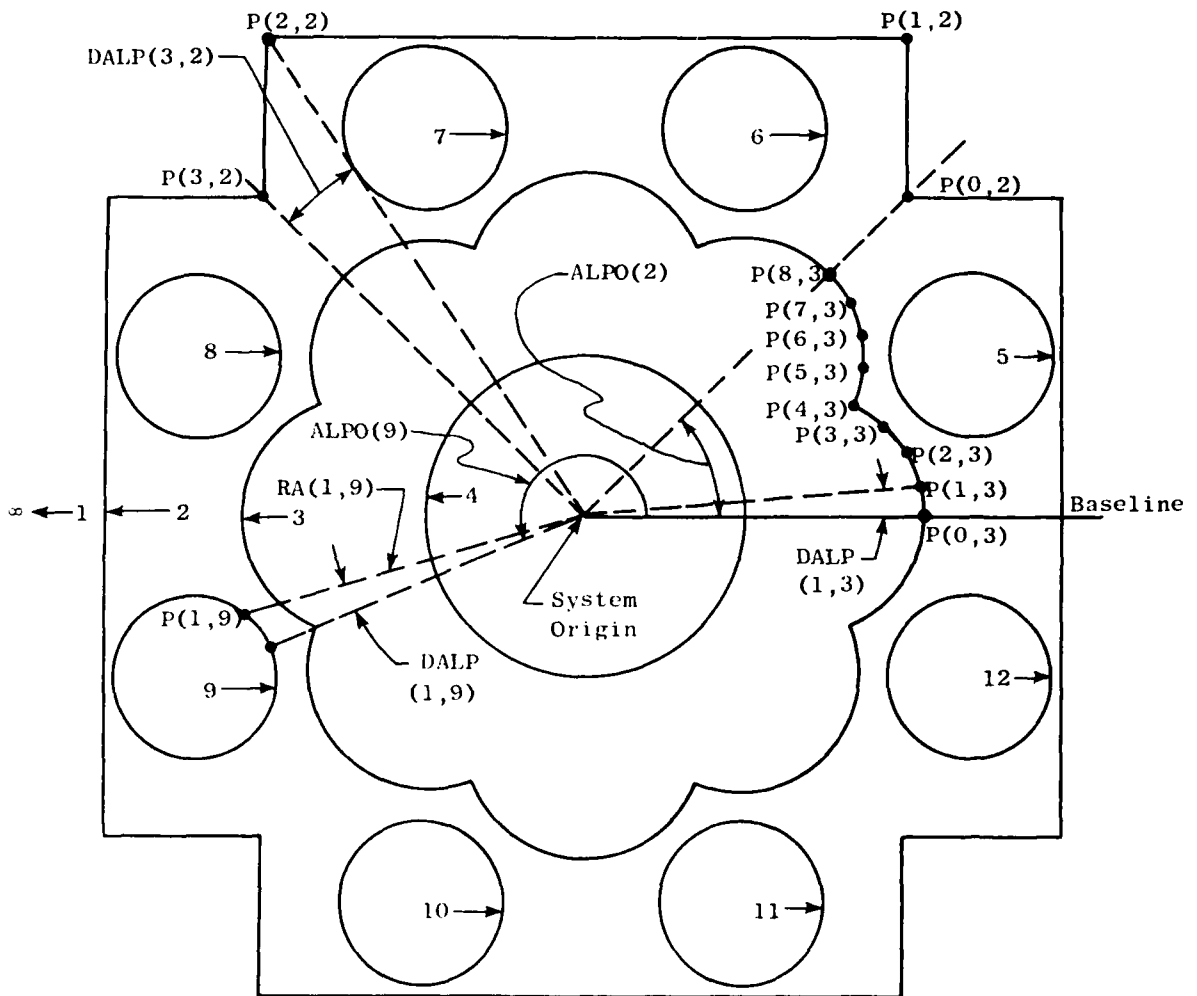 P(2,2)
P(1,2)
DALP(3,2)
7
6
P(3,2)
P(0,2)
ALPO(2)
P(8,3
P(7,3)
P(6,3)
8
5
P(5,3)
P(4,3)
P(3,3)
ALPO(9)
P(2,3)
RA(1,9)
4
P(1,3)
∞
1
2
3
Baseline
P(0,3)
DALP
(1,3)
System
Origin
P(1,9)
DALP
(1,9)
9
12
10
11